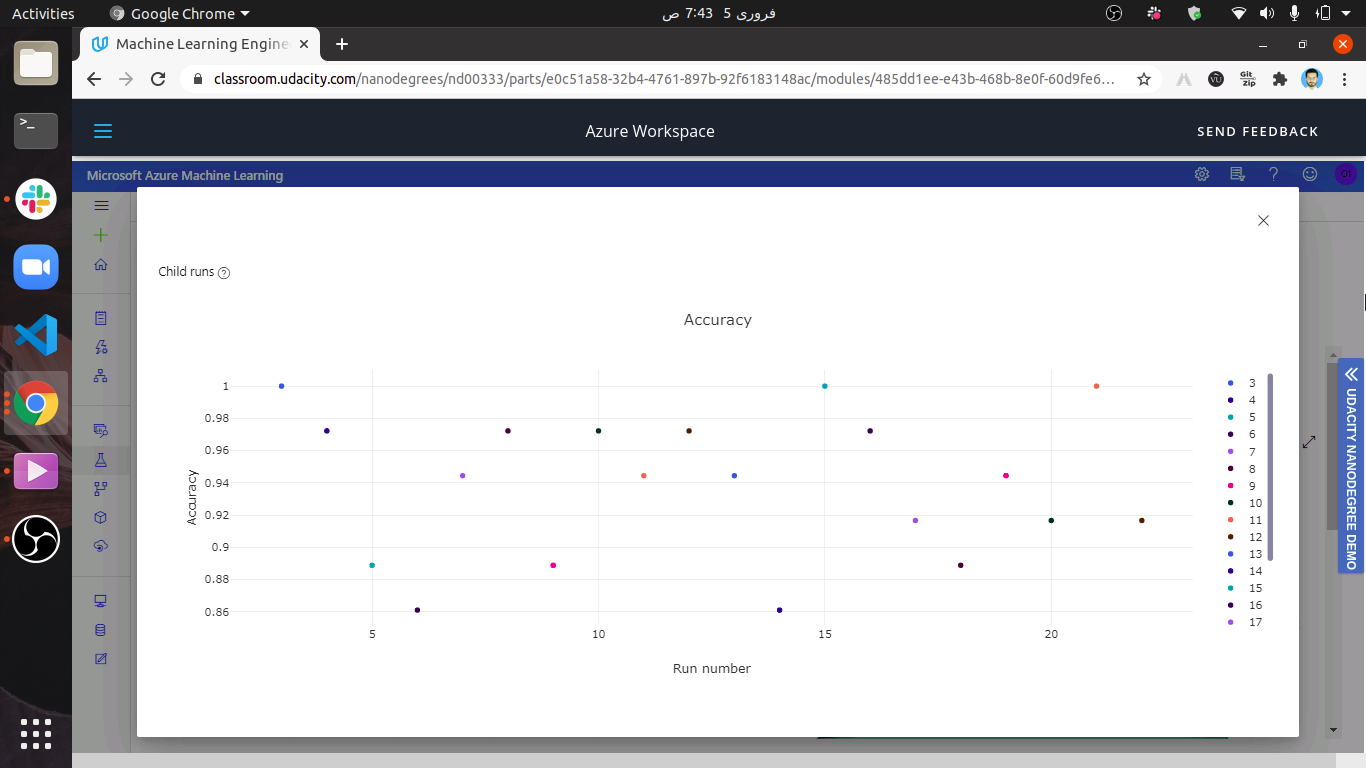 Activities
Google Chrome
فروری 5  7:43 ص
Machine Learning Engine
classroom.udacity.com/nanodegrees/nd00333/parts/e0c51a58-32b4-4761-897b-92f6183148ac/modules/485dd1ee-e43b-468b-8e0f-60d9fe6...
Azure Workspace
SEND FEEDBACK
Microsoft Azure Machine Learning
Child runs
Accuracy
Accuracy
1
0.98
0.96
0.94
0.92
0.9
0.88
0.86
5
10
15
20
Run number
3
4
5
6
7
8
9
10
11
12
13
14
15
16
17
UDACITY NANODEGREE DEMO